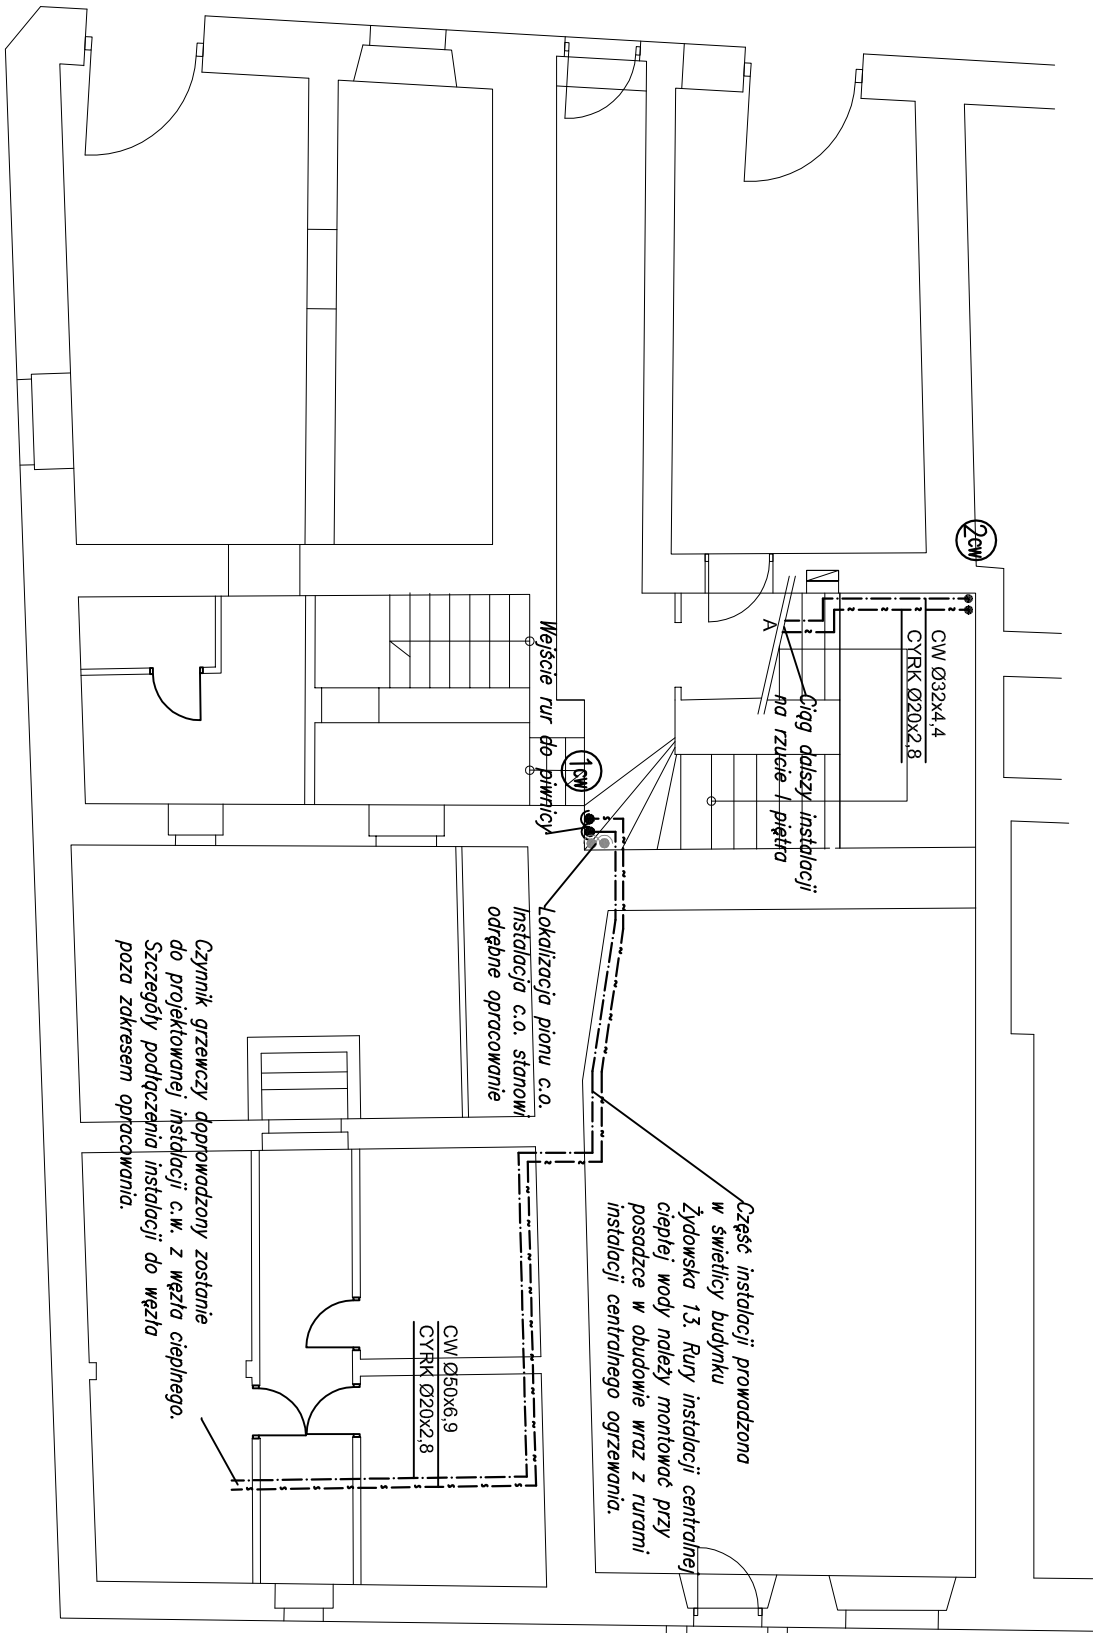 2cw
CW Ø32x4,4
CYRK Ø20x2,8
A
Ciąg dalszy instalacji
na rzucie I piętra
Wejście rur do piwnicy
1cw
Lokalizacja pionu c.o.
Instalacja c.o. stanowi
odrębne opracowanie
Część instalacji prowadzona
w świetlicy budynku
Żydowska 13. Rury instalacji centralnej
ciepłej wody należy montować przy
posadzce w obudowie wraz z rurami
instalacji centralnego ogrzewania.
Czynnik grzewczy doprowadzony zostanie
do projektowanej instalacji c.w. z węzła cieplnego.
Szczegóły podłączenia instalacji do węzła
poza zakresem opracowania.
CW Ø50x6,9
CYRK Ø20x2,8